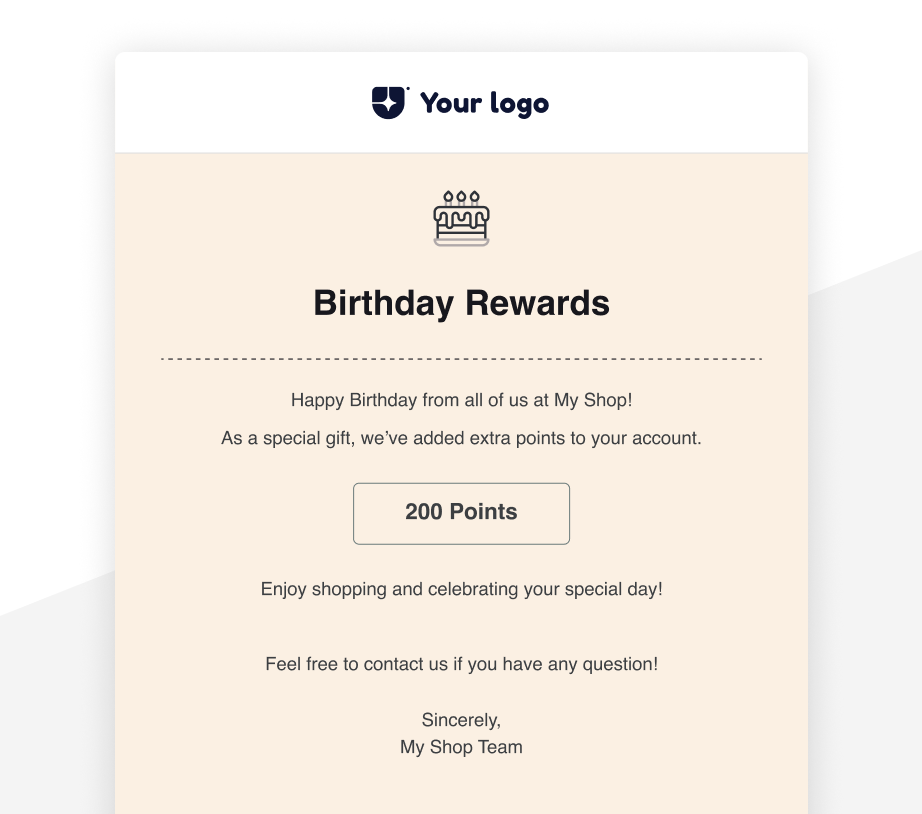 Your logo
Birthday Rewards
Happy Birthday from all of us at My Shop!
As a special gift, we’ve added extra points to your account.
200 Points
Enjoy shopping and celebrating your special day!
Feel free to contact us if you have any question!
Sincerely,
My Shop Team